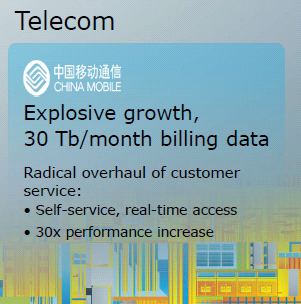 Telecom
中国移动通信
CHINA MOBILE
Explosive growth,
30 Tb/month billing data
Radical overhaul of customer
service:
• Self-service, real-time access
• 30x performance increase